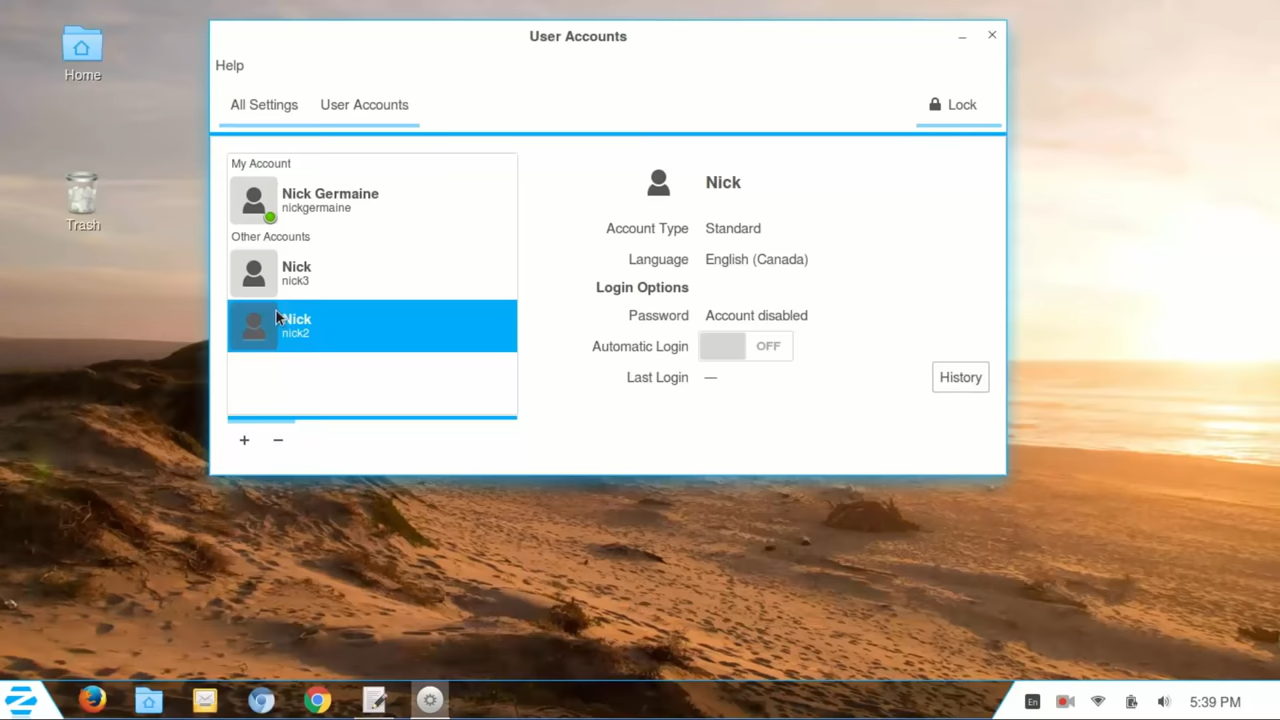 Home
Trash
User Accounts
Help
All Settings
User Accounts
Lock
My Account
Nick Germaine
nickgermaine
Other Accounts
Nick
nick3
Nick
nick2
+ −
Nick
Account Type Standard
Language English (Canada)
Login Options
Password Account disabled
Automatic Login OFF
Last Login —
History
En
5:39 PM